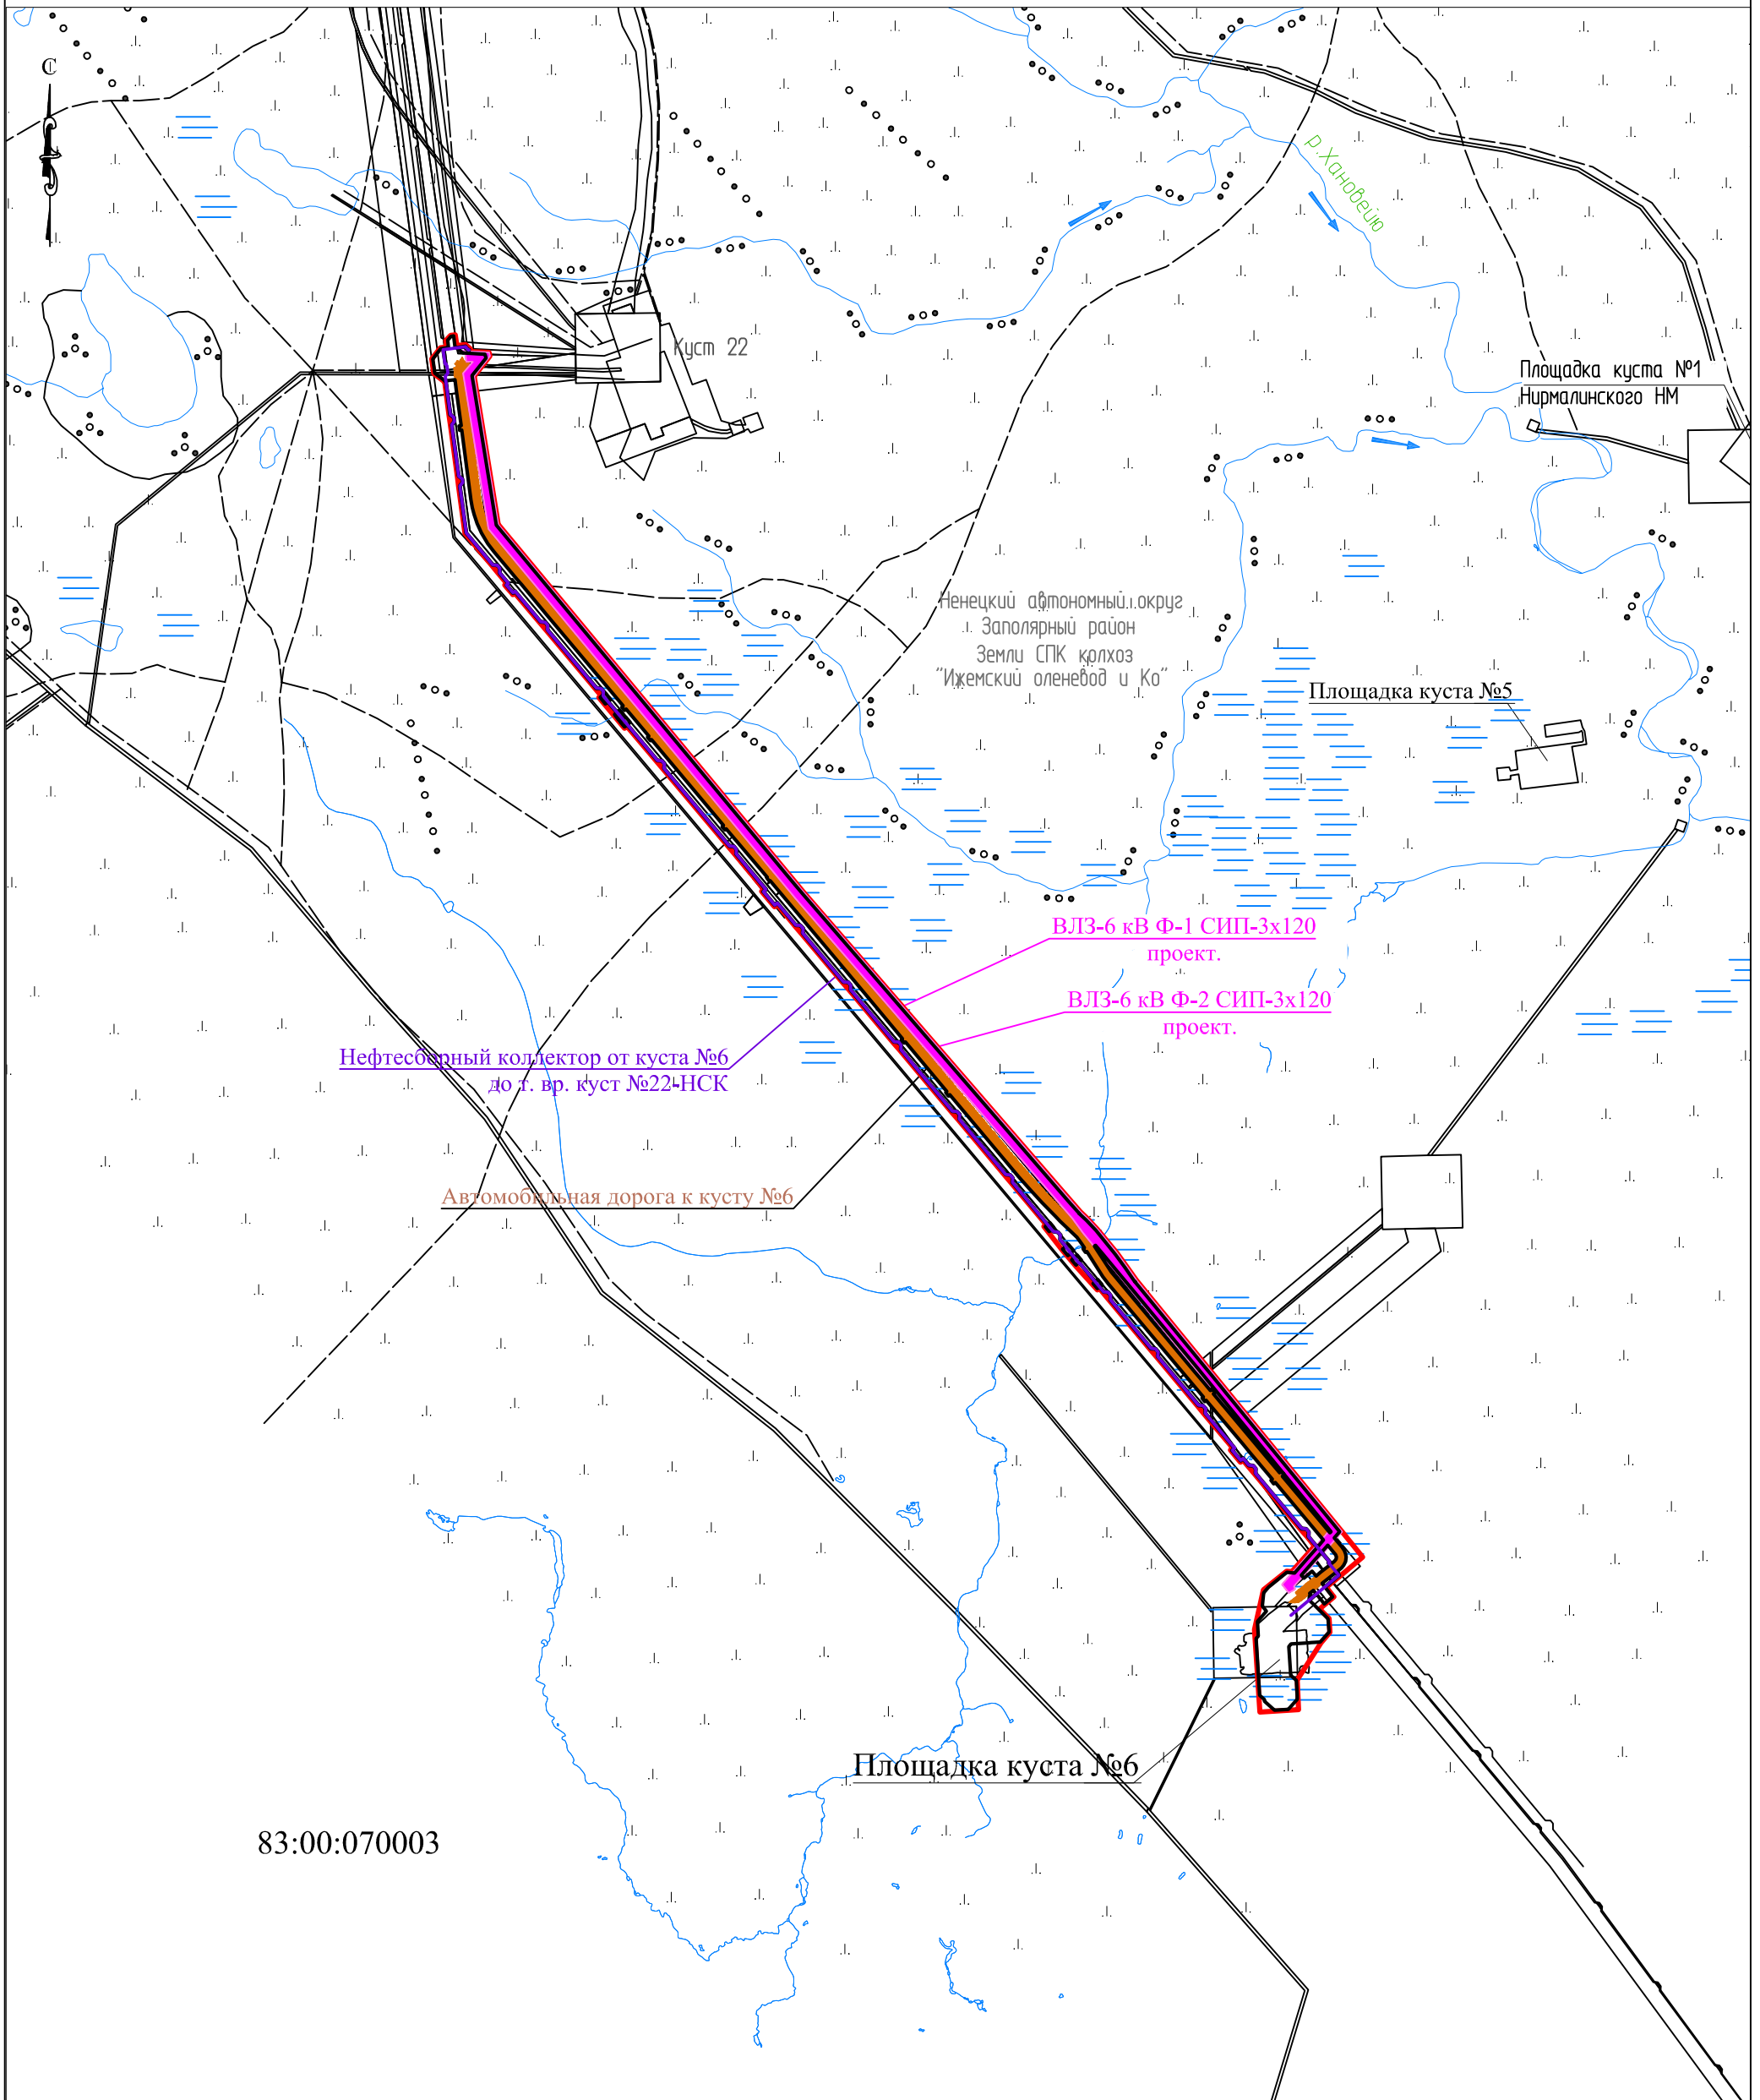 С
р.Хановейю
Куст 22
Площадка куста №1
Нирмалинского НМ
Ненецкий автономный округ
Заполярный район
Земли СПК колхоз
"Ижемский оленевод и Ко"
Площадка куста №5
ВЛЗ-6 кВ Ф-1 СИП-3х120
проект.
ВЛЗ-6 кВ Ф-2 СИП-3х120
проект.
Нефтесборный коллектор от куста №6
до т. вр. куст №22-НСК
Автомобильная дорога к кусту №6
Площадка куста №6
83:00:070003